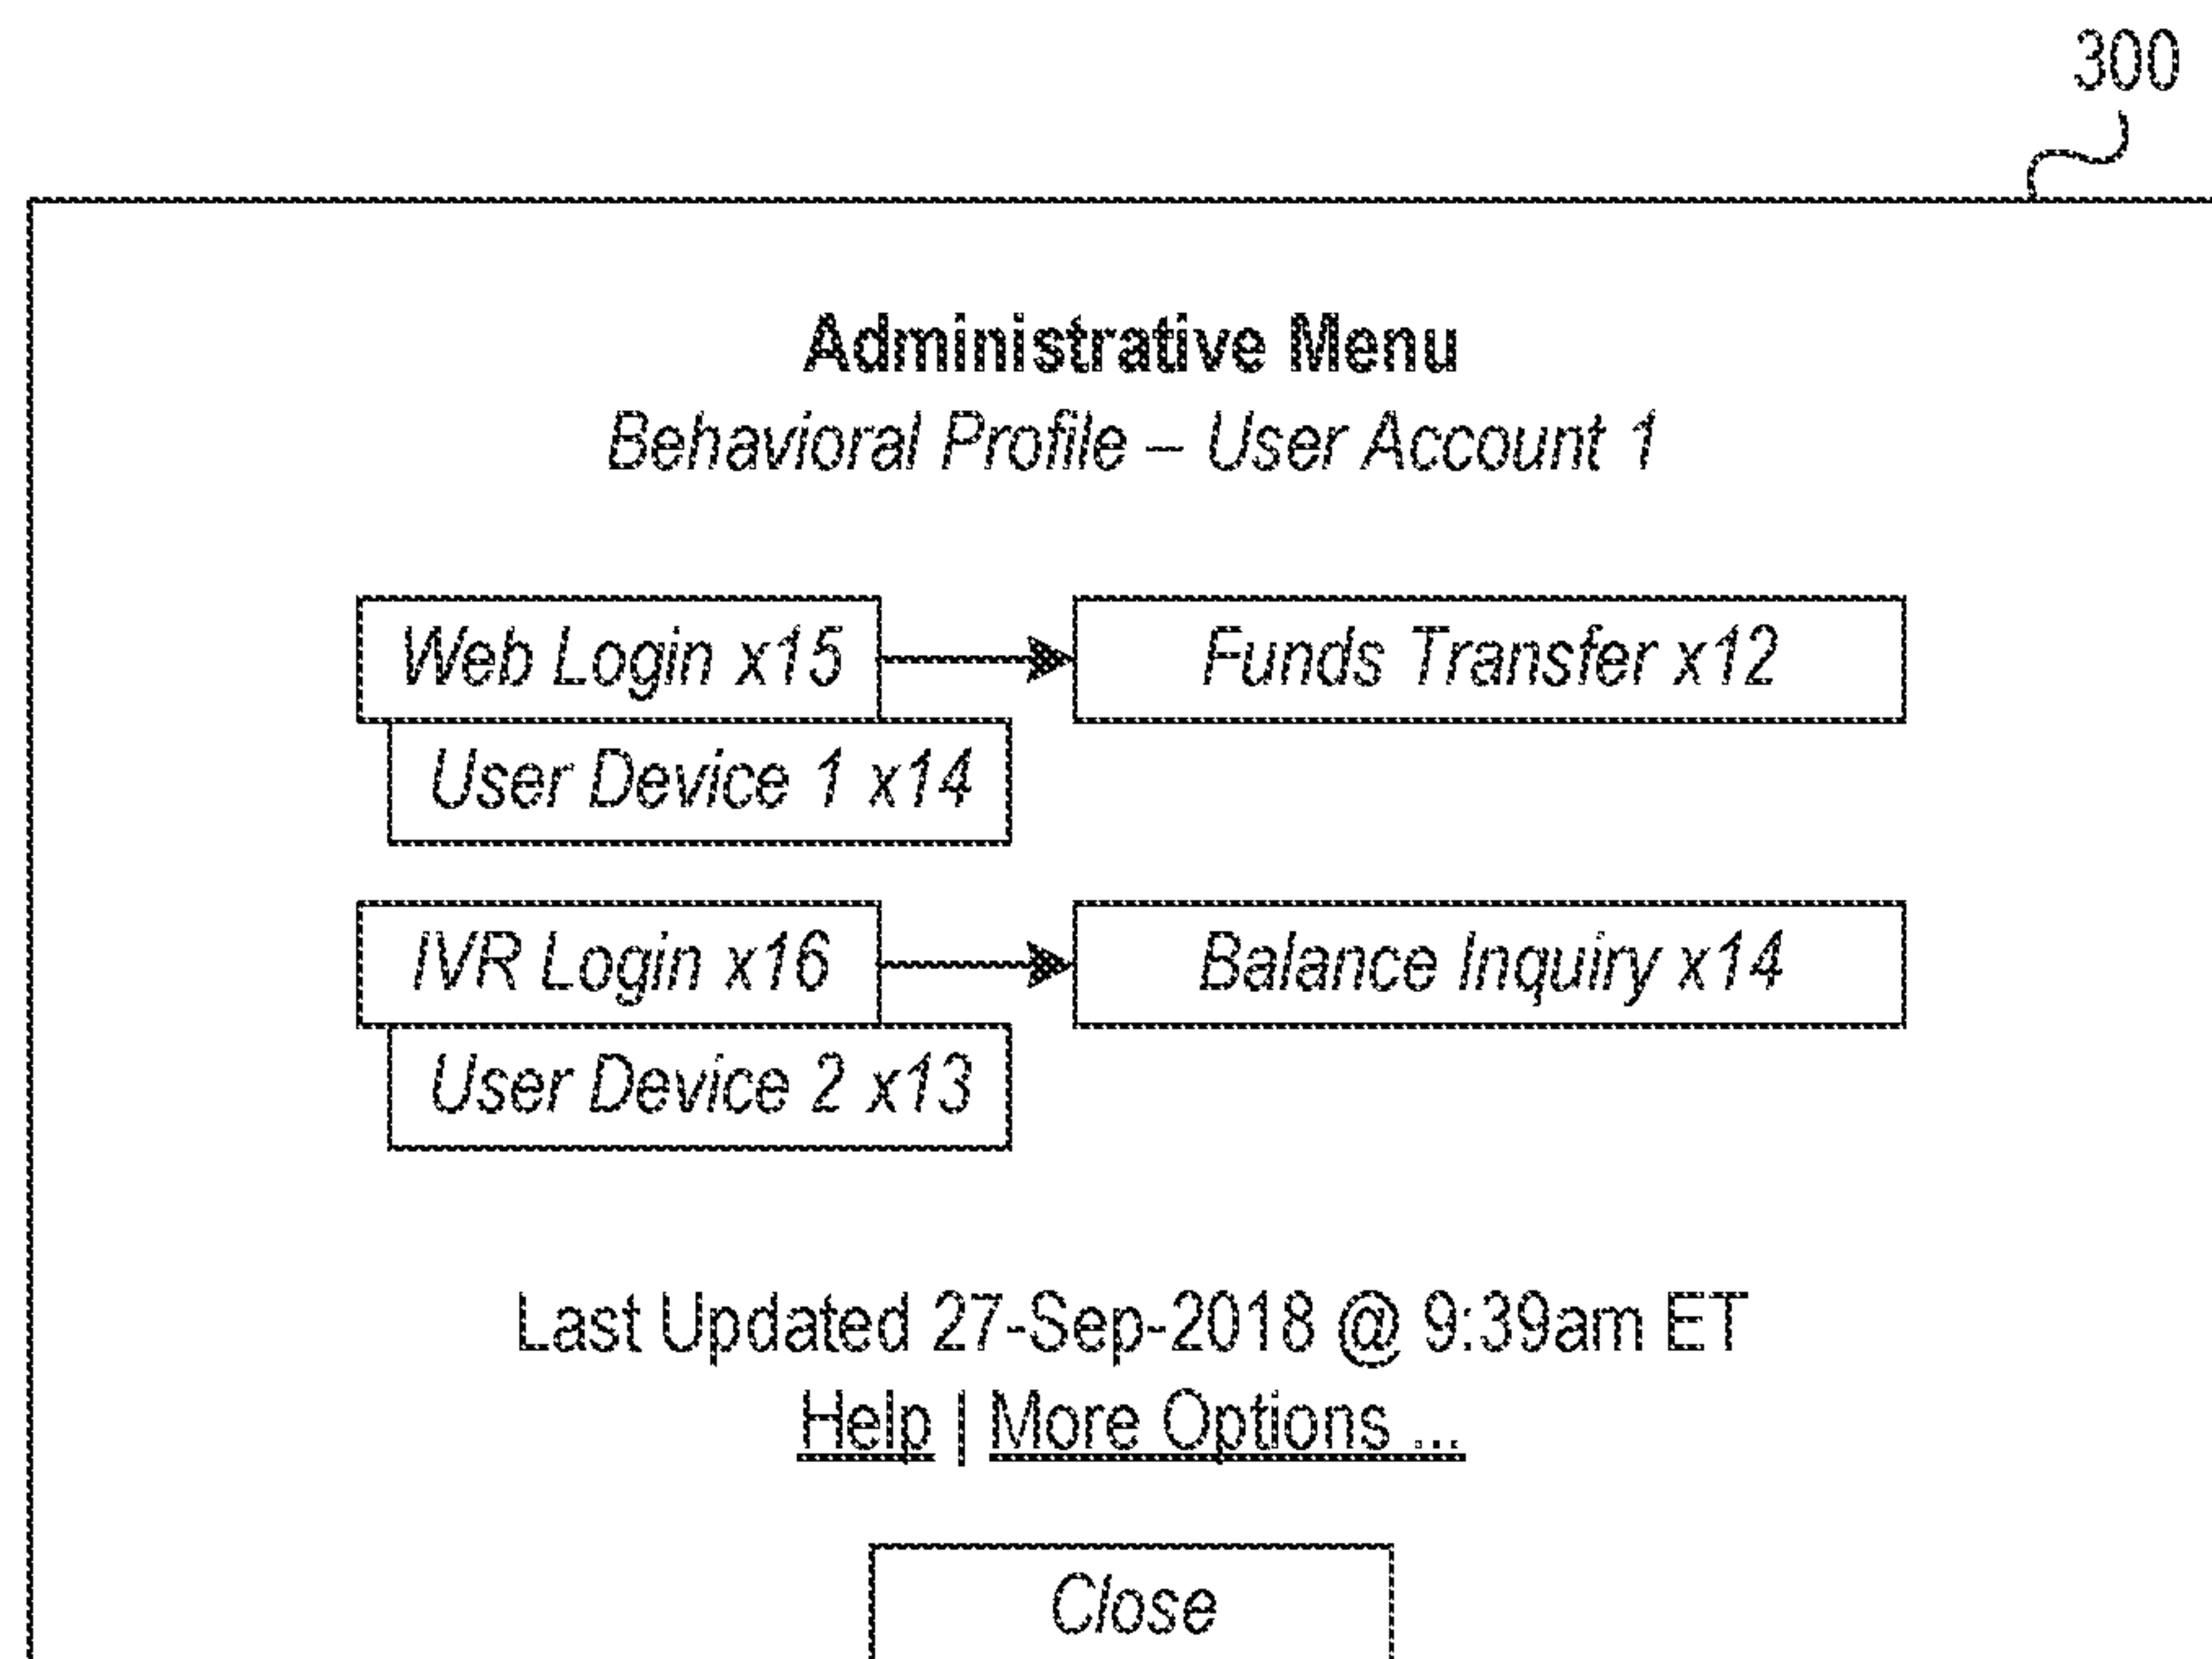 300
Administrative Menu
Behavioral Profile – User Account 1
Web Login x15
Funds Transfer x12
User Device 1 x14
IVR Login x16
Balance Inquiry x14
User Device 2 x13
Last Updated 27-Sep-2018 @ 9:39am ET
Help | More Options ...
Close